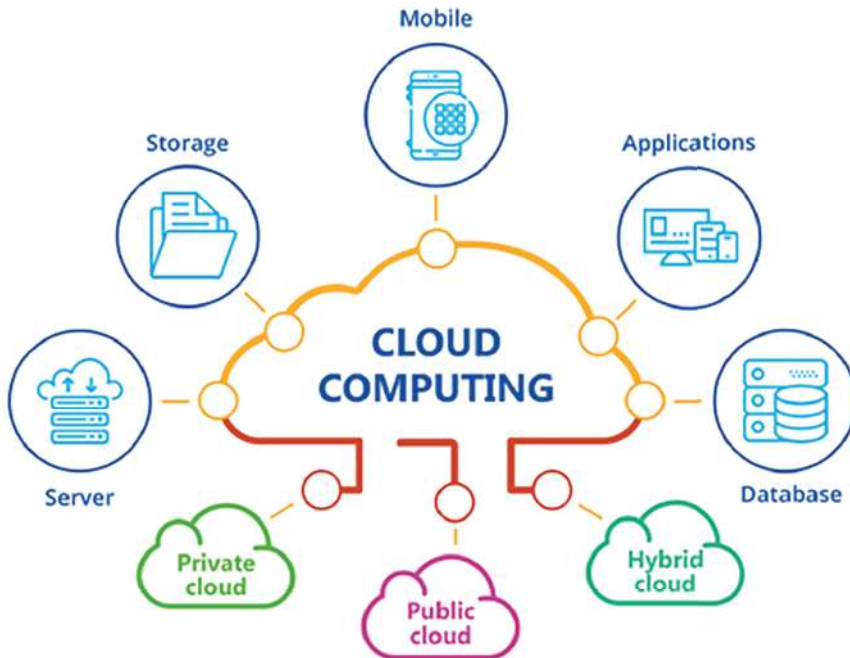 Mobile
Storage
Applications
CLOUD
COMPUTING
Server
Database
Private
cloud
Public
cloud
Hybrid
cloud